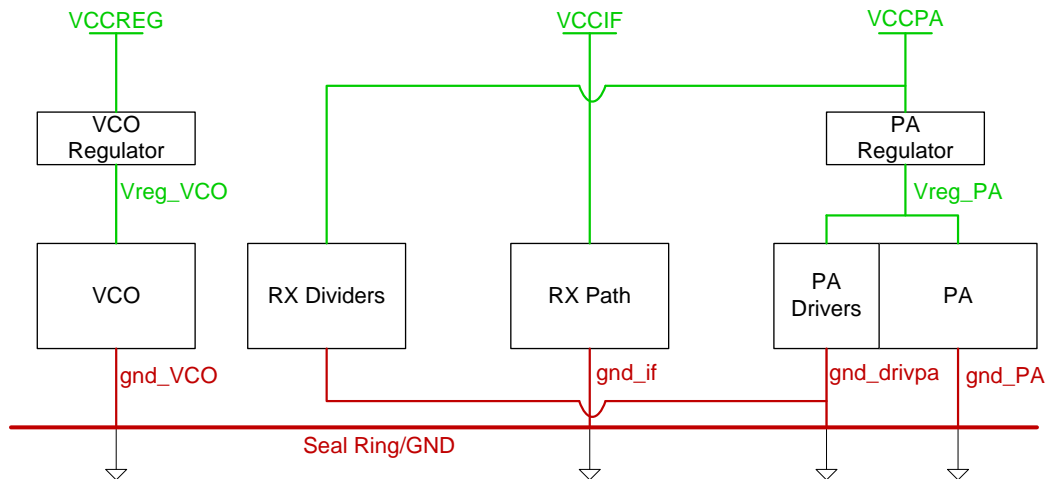 VCCREG
VCCIF
VCCPA
VCO
Regulator
PA
Regulator
Vreg_VCO
Vreg_PA
VCO
RX Dividers
RX Path
PA
Drivers
PA
gnd_VCO
gnd_if
gnd_drivpa
gnd_PA
Seal Ring/GND